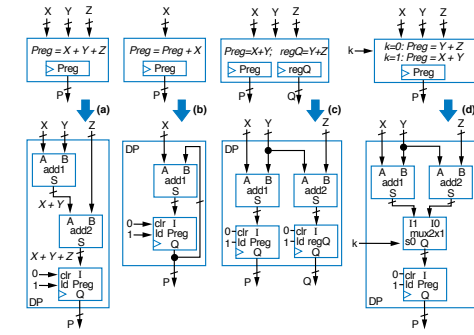 X Y Z
X
X Y Z
X Y Z
Preg = X + Y + Z
Preg
P
Preg = Preg + X
Preg
P
Preg=X+Y; regQ=Y+Z
Preg
regQ
P
Q
k
k=0: Preg = Y + Z
k=1: Preg = X + Y
Preg
P
(a)
(b)
(c)
(d)
X Y Z
A B
add1
S
X + Y
A B
add2
S
X + Y + Z
0 clr I
1 ld Preg
Q
DP
P
X
DP
A B
add1
S
0 clr I
1 ld Preg
Q
P
X Y Z
DP
A B
add1
S
A B
add2
S
0 clr I
1 ld Preg
Q
0 clr I
1 ld regQ
Q
P
Q
X Y Z
A B
add1
S
A B
add2
S
I1 I0
mux2x1
k
s0 Q
0 clr I
1 ld Preg
Q
DP
P